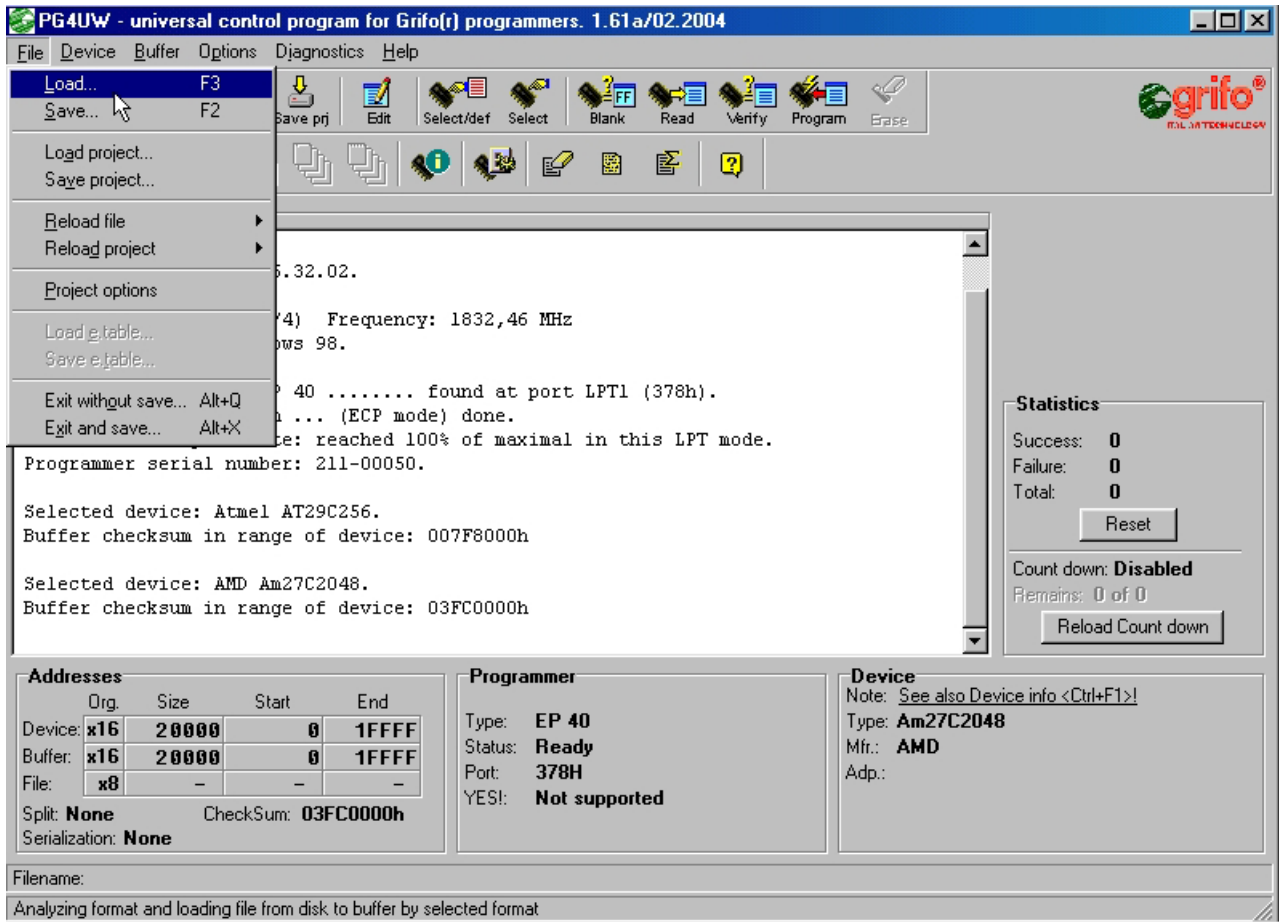 PG4UW - universal control program for Grifo(r) programmers. 1.61a/02.2004
File Device Buffer Options Djagnostics Help
Load... F3
Save... F2
Load project...
Save project...
Reload file
Reload project
Project options
Load e.table...
Save e.table...
Exit without save... Alt+Q
Exit and save... Alt+X
Save prj Edit Select/def Select Blank Read Verify Program Erase
FF
grifo®
ITALIAN TECHNOLOGY
.32.02.
4) Frequency: 1832,46 MHz
ows 98.
40 ........ found at port LPT1 (378h).
... (ECP mode) done.
te: reached 100% of maximal in this LPT mode.
Programmer serial number: 211-00050.
Selected device: Atmel AT29C256.
Buffer checksum in range of device: 007F8000h
Selected device: AMD Am27C2048.
Buffer checksum in range of device: 03FC0000h
Statistics
Success: 0
Failure: 0
Total: 0
Reset
Count down: Disabled
Remains: 0 of 0
Reload Count down
Addresses
Org. Size Start End
Device: x16 20000 0 1FFFF
Buffer: x16 20000 0 1FFFF
File: x8 – – –
Split: None CheckSum: 03FC0000h
Serialization: None
Programmer
Type: EP 40
Status: Ready
Port: 378H
YES!: Not supported
Device
Note: See also Device info <Ctrl+F1>!
Type: Am27C2048
Mfr.: AMD
Adp.:
Filename:
Analyzing format and loading file from disk to buffer by selected format